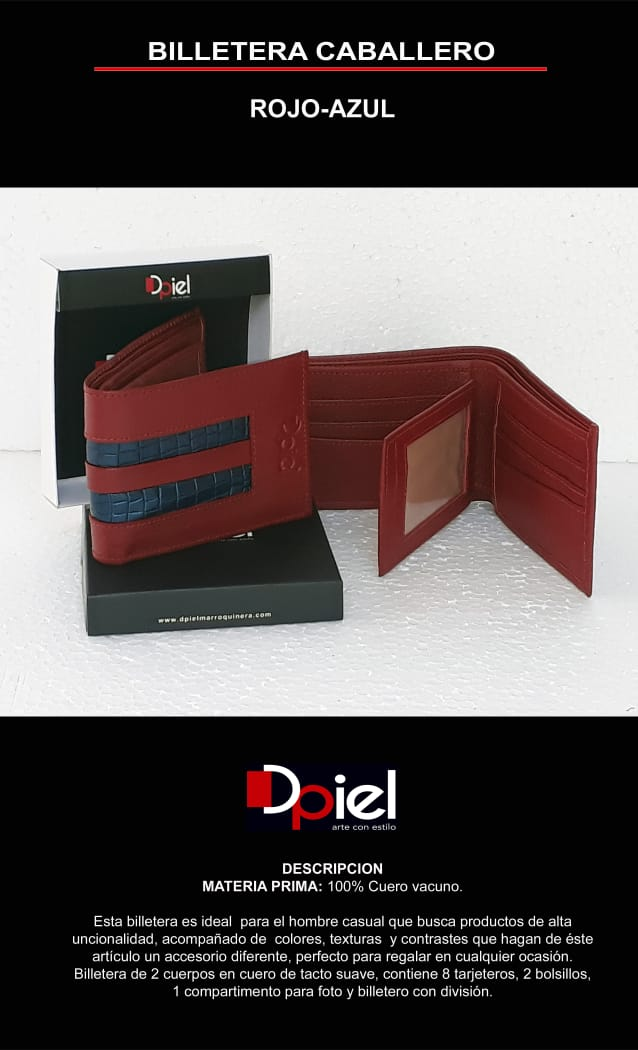 BILLETERA CABALLERO
ROJO-AZUL
Dpiel
www.dpielmarroquinera.com
Dpiel
arte con estilo
DESCRIPCION
MATERIA PRIMA: 100% Cuero vacuno.
Esta billetera es ideal para el hombre casual que busca productos de alta
uncionalidad, acompañado de colores, texturas y contrastes que hagan de éste
artículo un accesorio diferente, perfecto para regalar en cualquier ocasión.
Billetera de 2 cuerpos en cuero de tacto suave, contiene 8 tarjeteros, 2 bolsillos,
1 compartimento para foto y billetero con división.